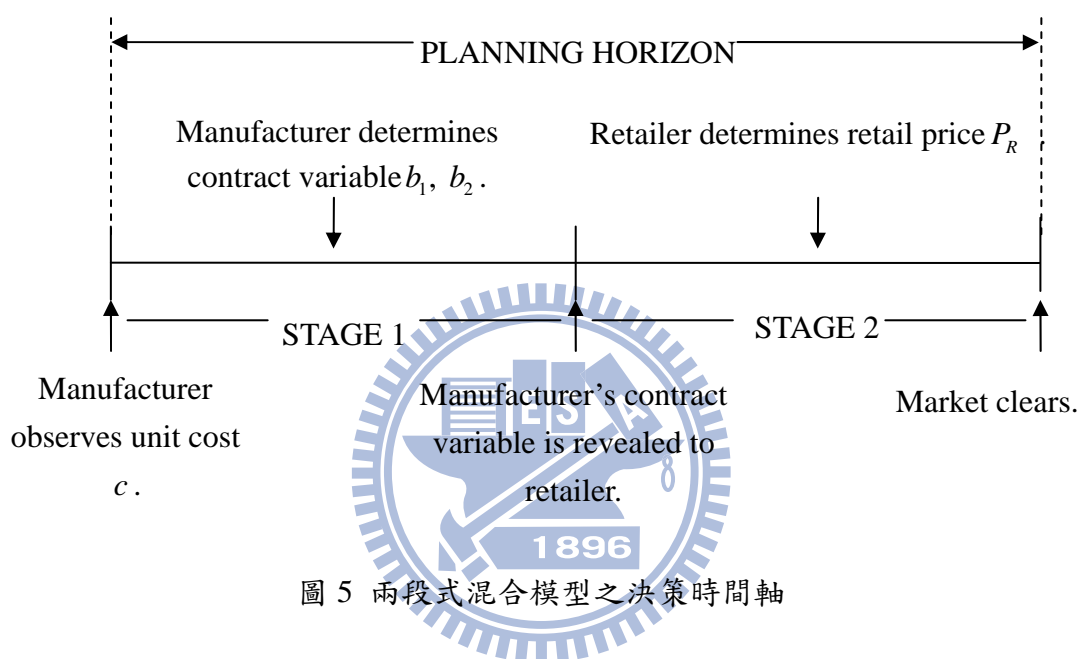 PLANNING HORIZON
Manufacturer determines
contract variable b₁, b₂ .
Retailer determines retail price P_R .
STAGE 1
STAGE 2
Manufacturer
observes unit cost
c .
Manufacturer’s contract
variable is revealed to
retailer.
Market clears.
E S A
1896
圖 5 兩段式混合模型之決策時間軸